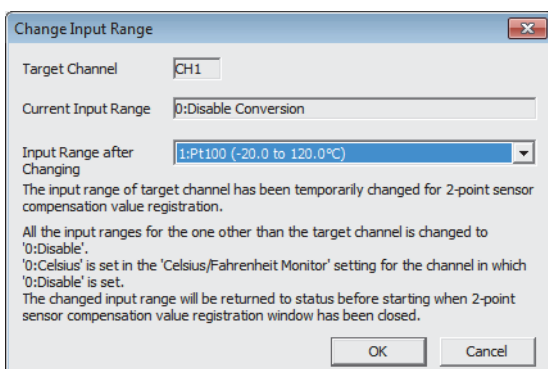 Change Input Range
Target Channel
CH1
Current Input Range
0:Disable Conversion
Input Range after
Changing
1:Pt100 (-20.0 to 120.0°C)
The input range of target channel has been temporarily changed for 2-point sensor
compensation value registration.
All the input ranges for the one other than the target channel is changed to
'0:Disable'.
'0:Celsius' is set in the 'Celsius/Fahrenheit Monitor' setting for the channel in which
'0:Disable' is set.
The changed input range will be returned to status before starting when 2-point
sensor compensation value registration window has been closed.
OK
Cancel